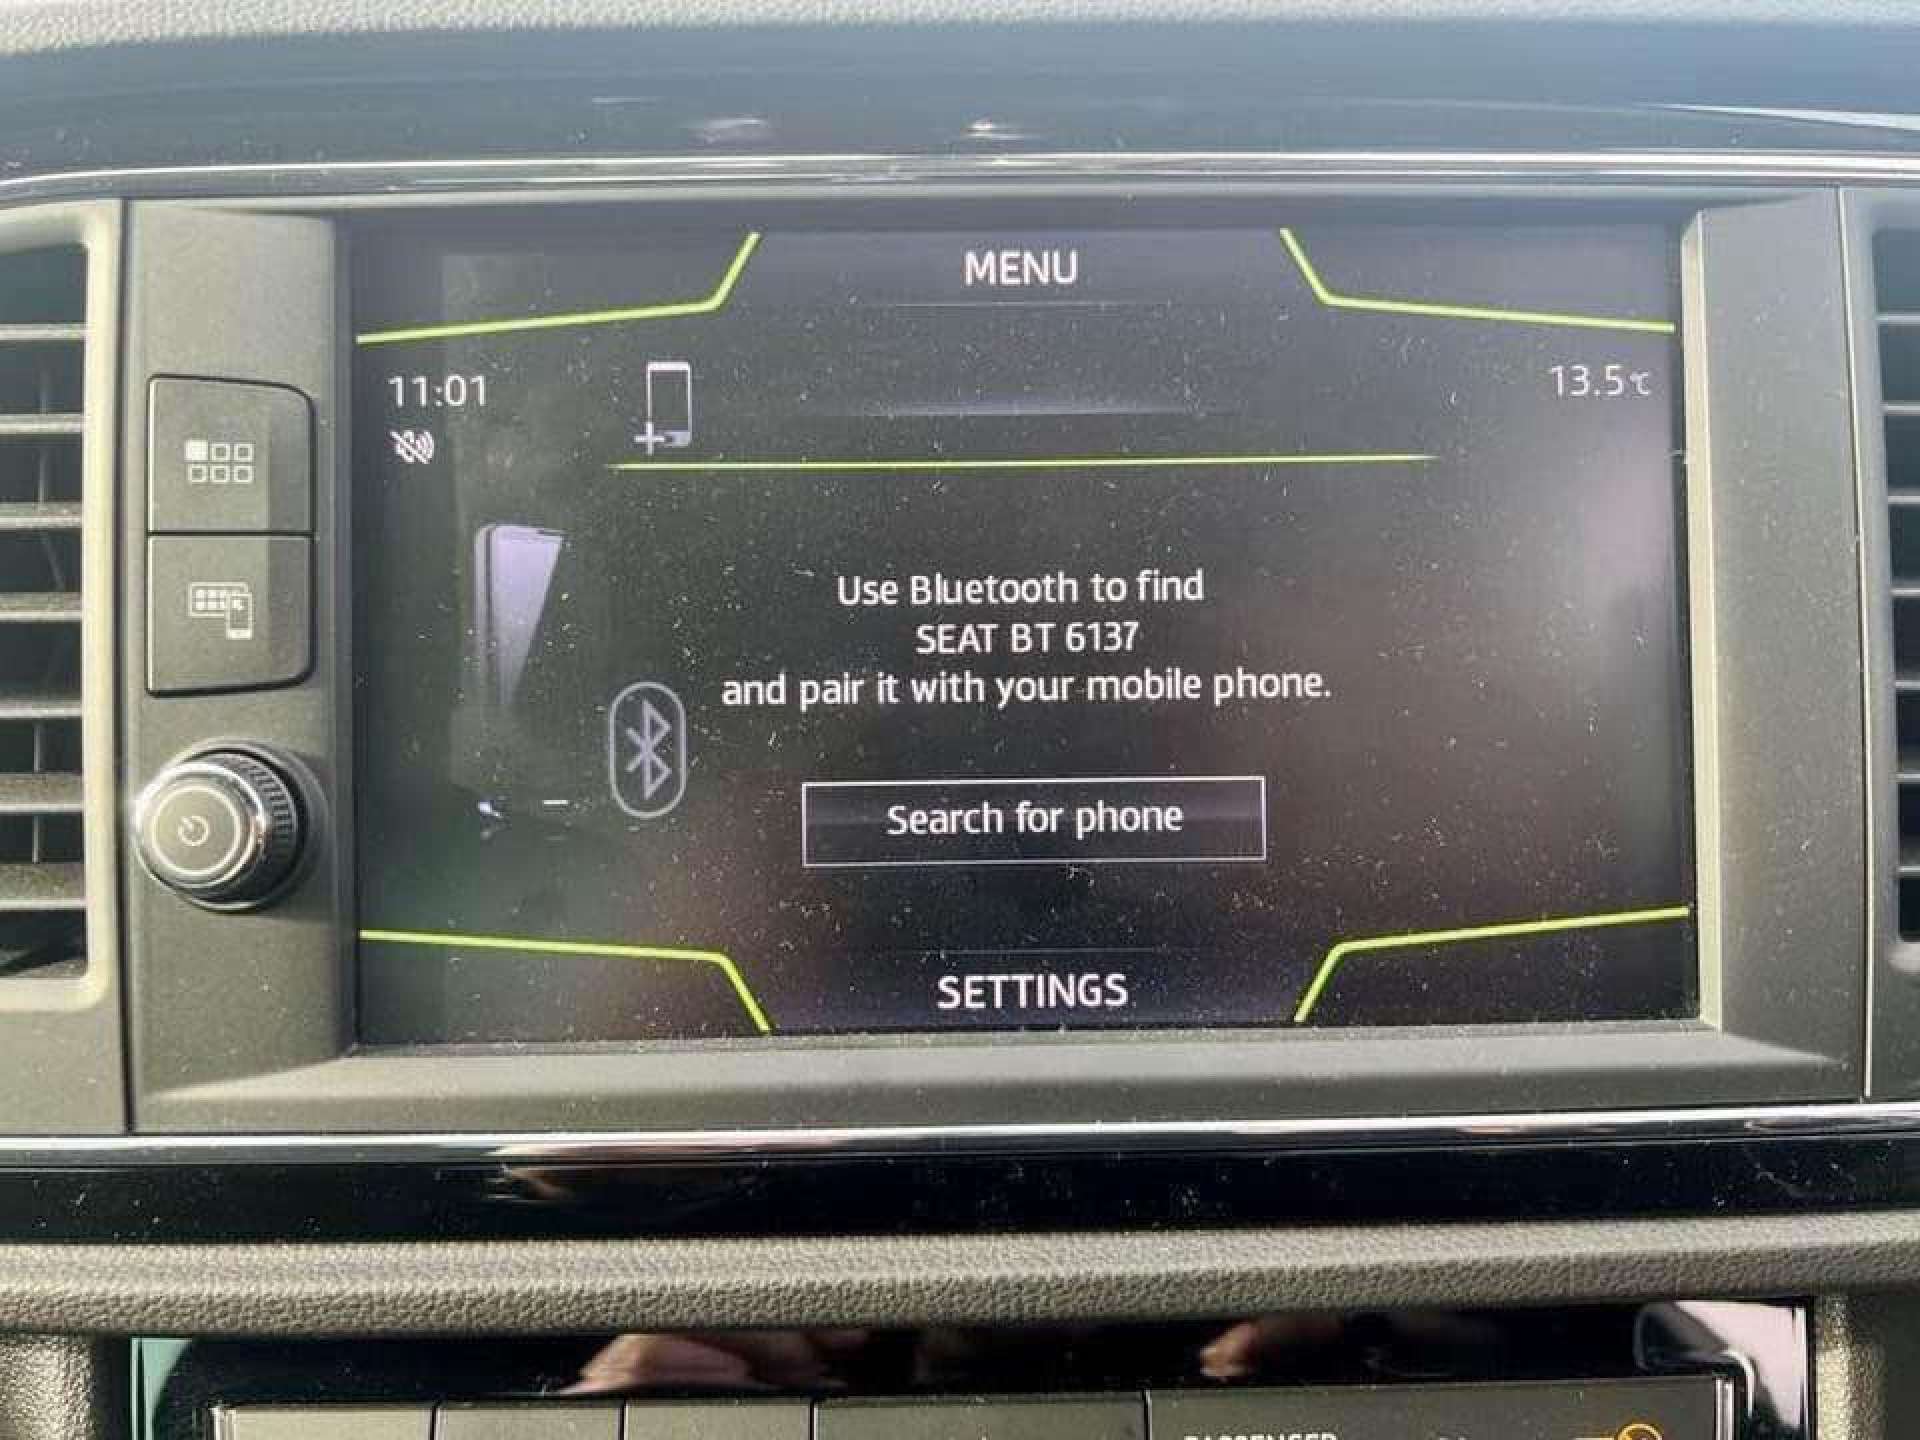 MENU
11:01
13.5℃
Use Bluetooth to find
SEAT BT 6137
and pair it with your mobile phone.
Search for phone
SETTINGS
PASSENGER